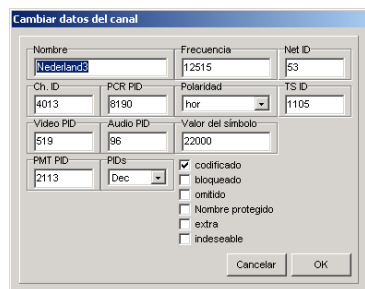 Cambiar datos del canal
Nombre Frecuencia Net ID
Nederland3 12515 53
Ch. ID PCR PID Polaridad TS ID
4013 8190 hor 1105
Video PID Audio PID Valor del símbolo
519 96 22000
PMT PID PIDs
2113 Dec
codificado
bloqueado
omitido
Nombre protegido
extra
indeseable
Cancelar OK